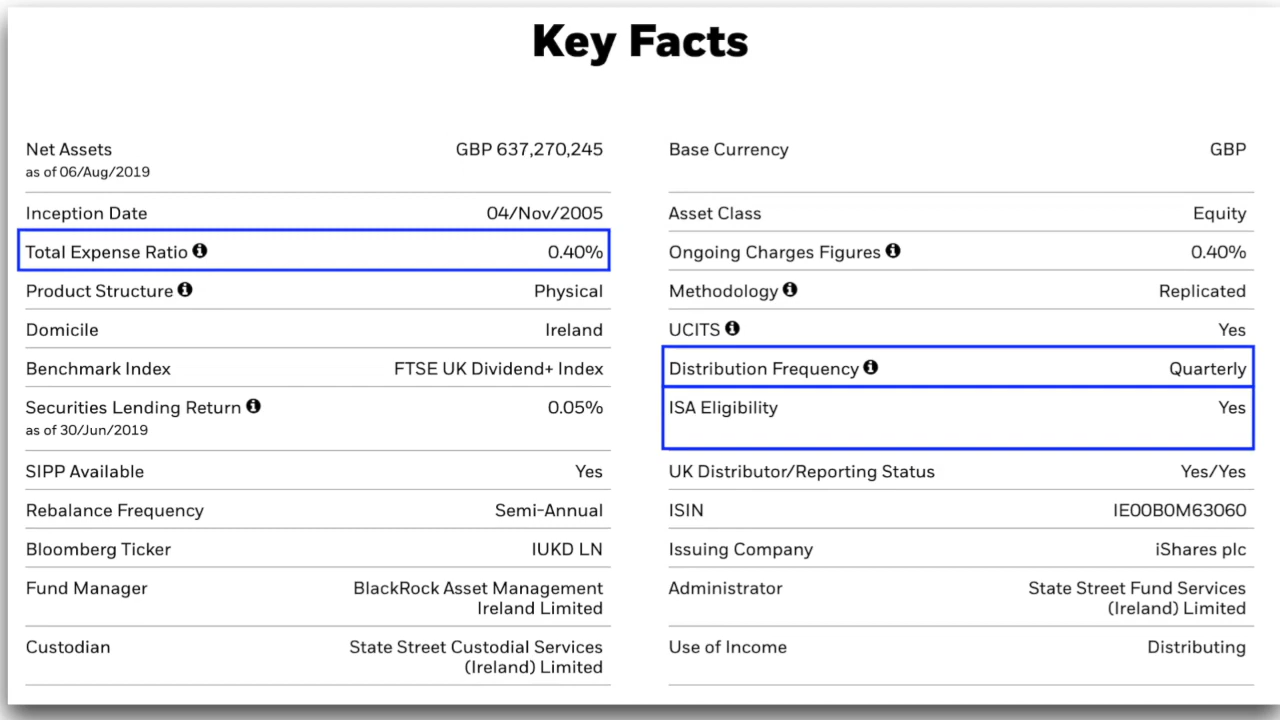 Key Facts
Net Assets GBP 637,270,245
as of 06/Aug/2019
Inception Date 04/Nov/2005
Total Expense Ratio 0.40%
Product Structure Physical
Domicile Ireland
Benchmark Index FTSE UK Dividend+ Index
Securities Lending Return 0.05%
as of 30/Jun/2019
SIPP Available Yes
Rebalance Frequency Semi-Annual
Bloomberg Ticker IUKD LN
Fund Manager BlackRock Asset Management
Ireland Limited
Custodian State Street Custodial Services
(Ireland) Limited
Base Currency GBP
Asset Class Equity
Ongoing Charges Figures 0.40%
Methodology Replicated
UCITS Yes
Distribution Frequency Quarterly
ISA Eligibility Yes
UK Distributor/Reporting Status Yes/Yes
ISIN IE00B0M63060
Issuing Company iShares plc
Administrator State Street Fund Services
(Ireland) Limited
Use of Income Distributing